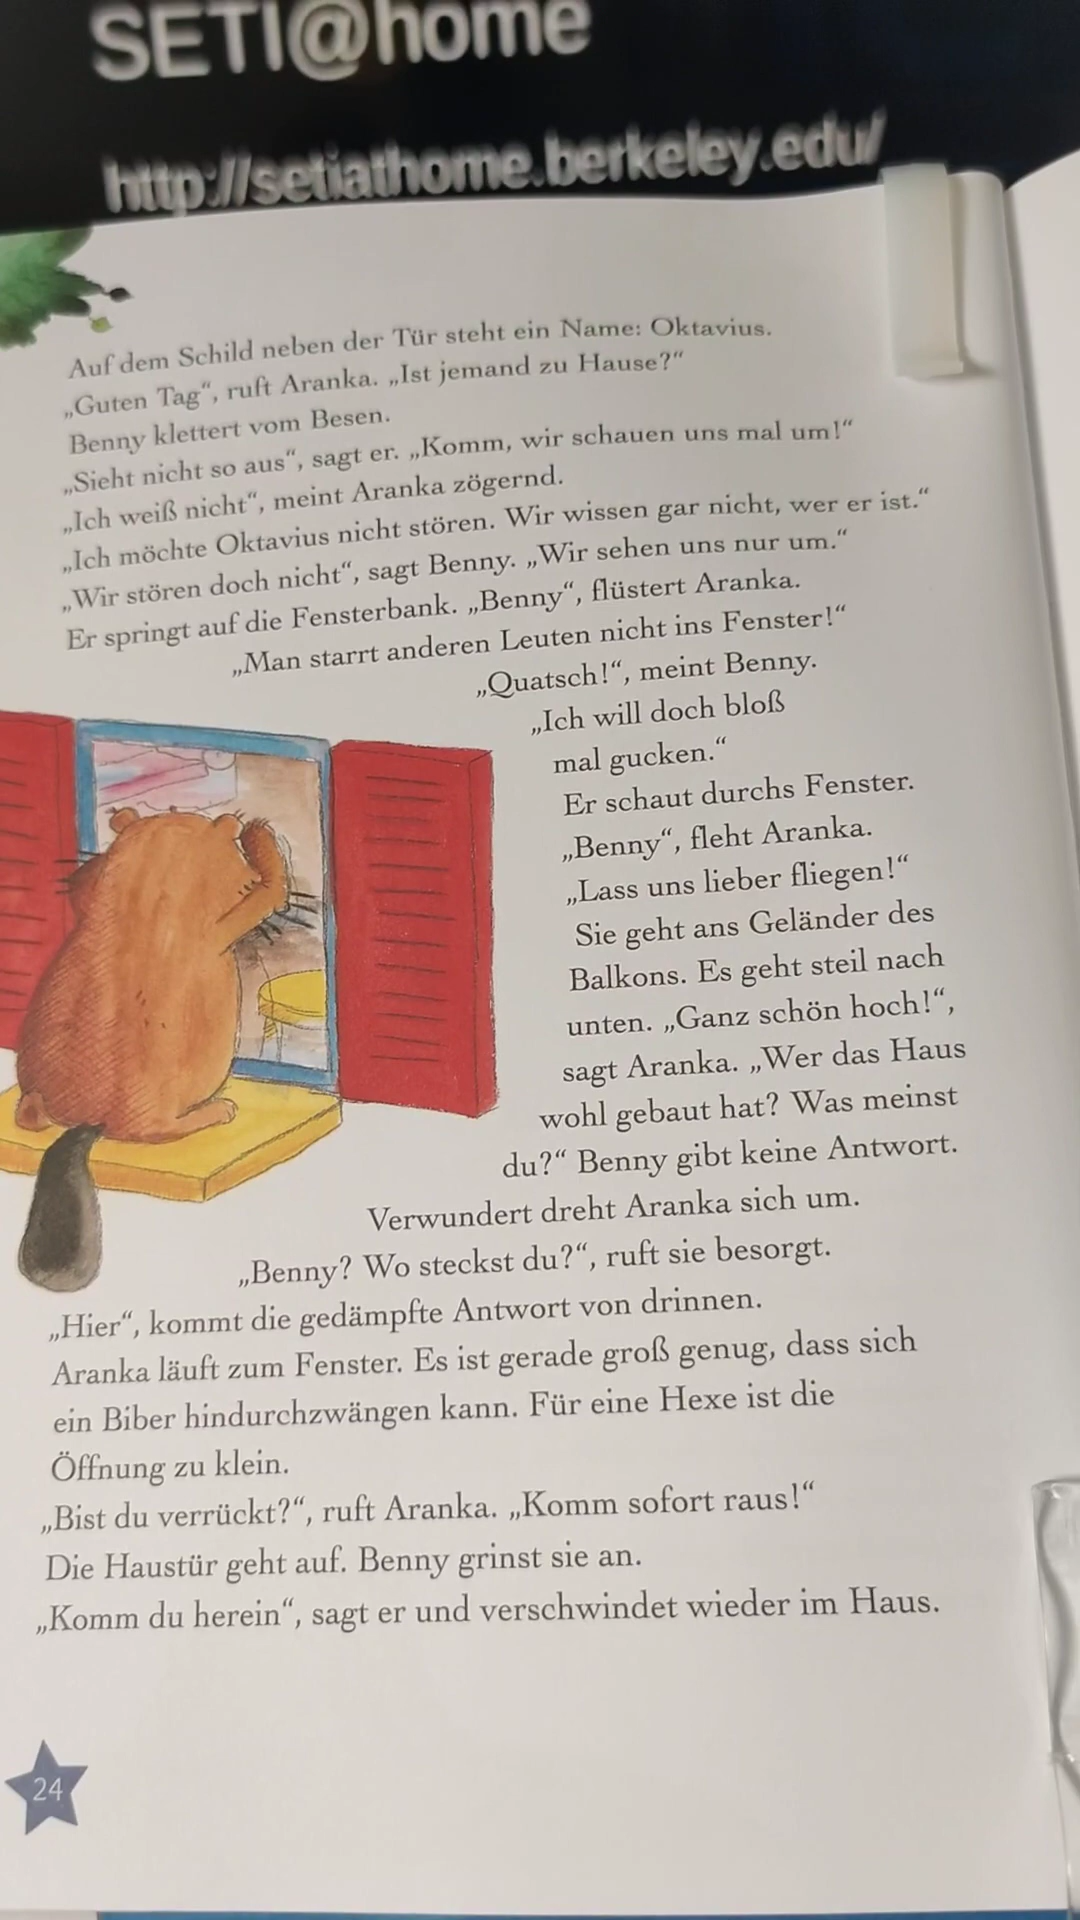 SETI@home
http://setiathome.berkeley.edu/
Auf dem Schild neben der Tür steht ein Name: Oktavius.
„Guten Tag“, ruft Aranka. „Ist jemand zu Hause?“
Benny klettert vom Besen.
„Sieht nicht so aus“, sagt er. „Komm, wir schauen uns mal um!“
„Ich weiß nicht“, meint Aranka zögernd.
„Ich möchte Oktavius nicht stören. Wir wissen gar nicht, wer er ist.“
„Wir stören doch nicht“, sagt Benny. „Wir sehen uns nur um.“
Er springt auf die Fensterbank. „Benny“, flüstert Aranka.
„Man starrt anderen Leuten nicht ins Fenster!“
„Quatsch!“, meint Benny.
„Ich will doch bloß
mal gucken.“
Er schaut durchs Fenster.
„Benny“, fleht Aranka.
„Lass uns lieber fliegen!“
Sie geht ans Geländer des
Balkons. Es geht steil nach
unten. „Ganz schön hoch!“,
sagt Aranka. „Wer das Haus
wohl gebaut hat? Was meinst
du?“ Benny gibt keine Antwort.
Verwundert dreht Aranka sich um.
„Benny? Wo steckst du?“, ruft sie besorgt.
„Hier“, kommt die gedämpfte Antwort von drinnen.
Aranka läuft zum Fenster. Es ist gerade groß genug, dass sich
ein Biber hindurchzwängen kann. Für eine Hexe ist die
Öffnung zu klein.
„Bist du verrückt?“, ruft Aranka. „Komm sofort raus!“
Die Haustür geht auf. Benny grinst sie an.
„Komm du herein“, sagt er und verschwindet wieder im Haus.
24